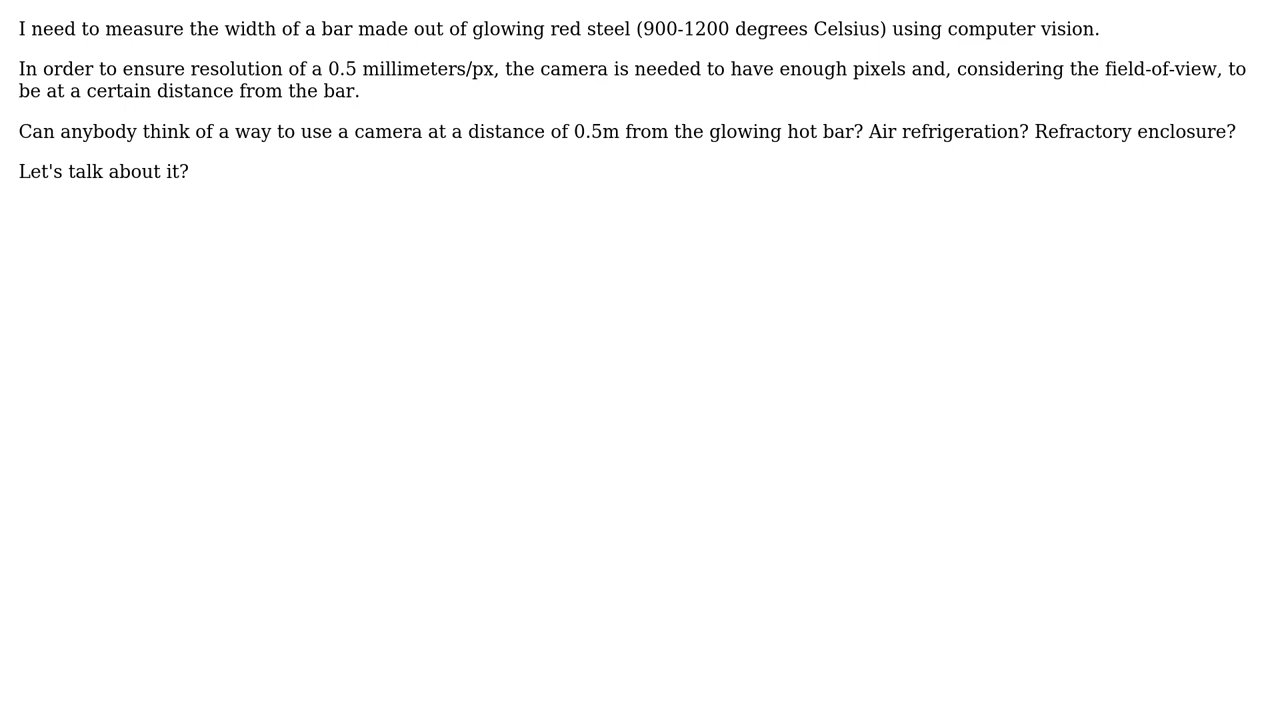 I need to measure the width of a bar made out of glowing red steel (900-1200 degrees Celsius) using computer vision.
In order to ensure resolution of a 0.5 millimeters/px, the camera is needed to have enough pixels and, considering the field-of-view, to
be at a certain distance from the bar.
Can anybody think of a way to use a camera at a distance of 0.5m from the glowing hot bar? Air refrigeration? Refractory enclosure?
Let's talk about it?